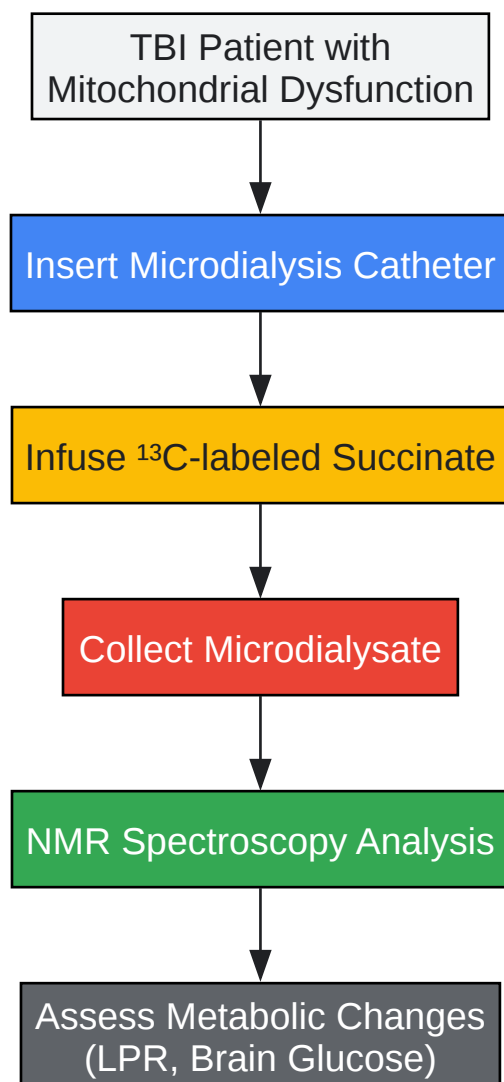 TBI Patient with
Mitochondrial Dysfunction
Insert Microdialysis Catheter
Infuse ¹³C-labeled Succinate
Collect Microdialysate
NMR Spectroscopy Analysis
Assess Metabolic Changes
(LPR, Brain Glucose)